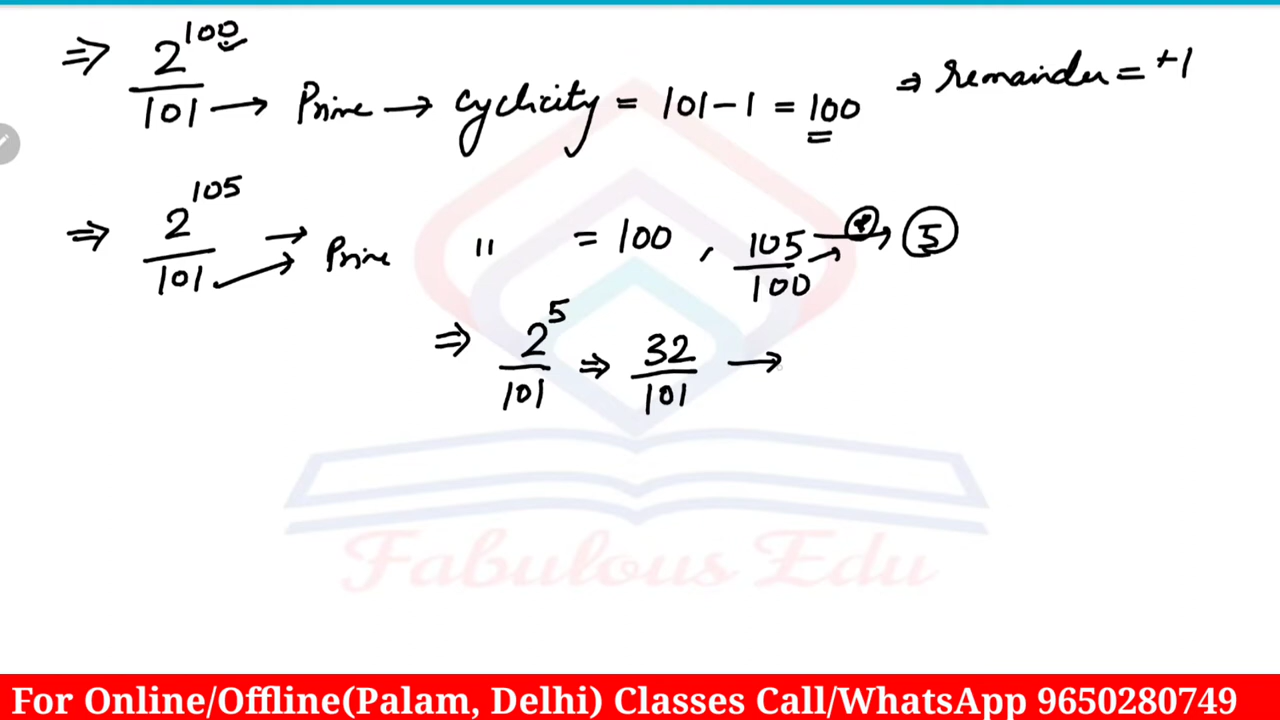 ⇒ 2^100 / 101 → Prime → cyclicity = 101 - 1 = 100 ⇒ remainder = +1
⇒ 2^105 / 101 → Prime " = 100 , 105 / 100 → R → 5
⇒ 2^5 / 101 ⇒ 32 / 101 →
Fabulous Edu
For Online/Offline(Palam, Delhi) Classes Call/WhatsApp 9650280749